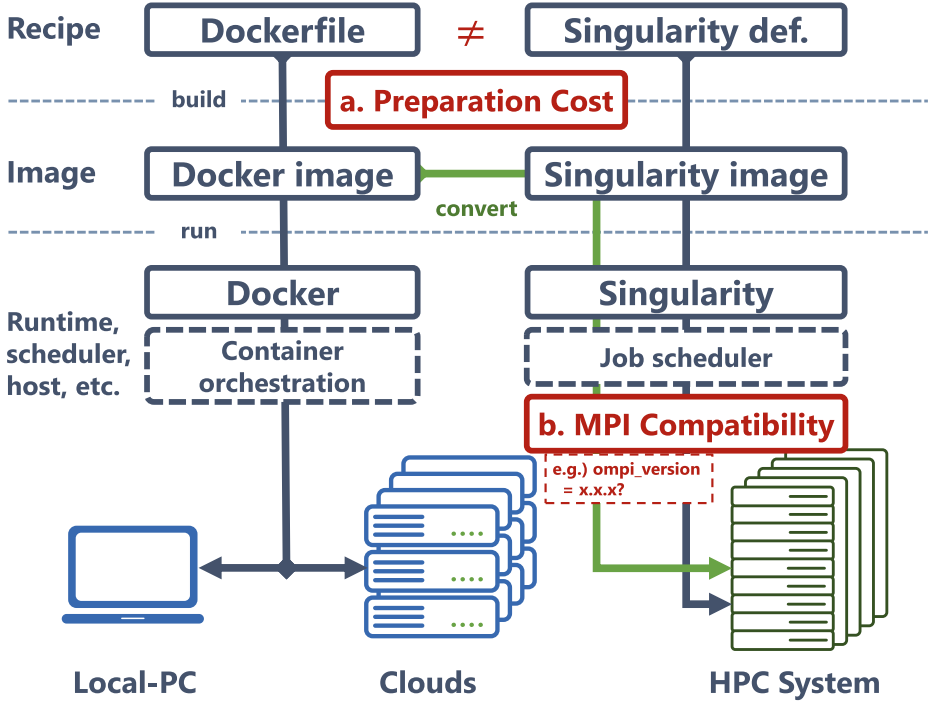 Recipe
Dockerfile
≠
Singularity def.
build
a. Preparation Cost
Image
Docker image
Singularity image
convert
run
Docker
Singularity
Runtime,
scheduler,
host, etc.
Container
orchestration
Job scheduler
b. MPI Compatibility
e.g.) ompi_version
= x.x.x?
Local-PC
Clouds
HPC System